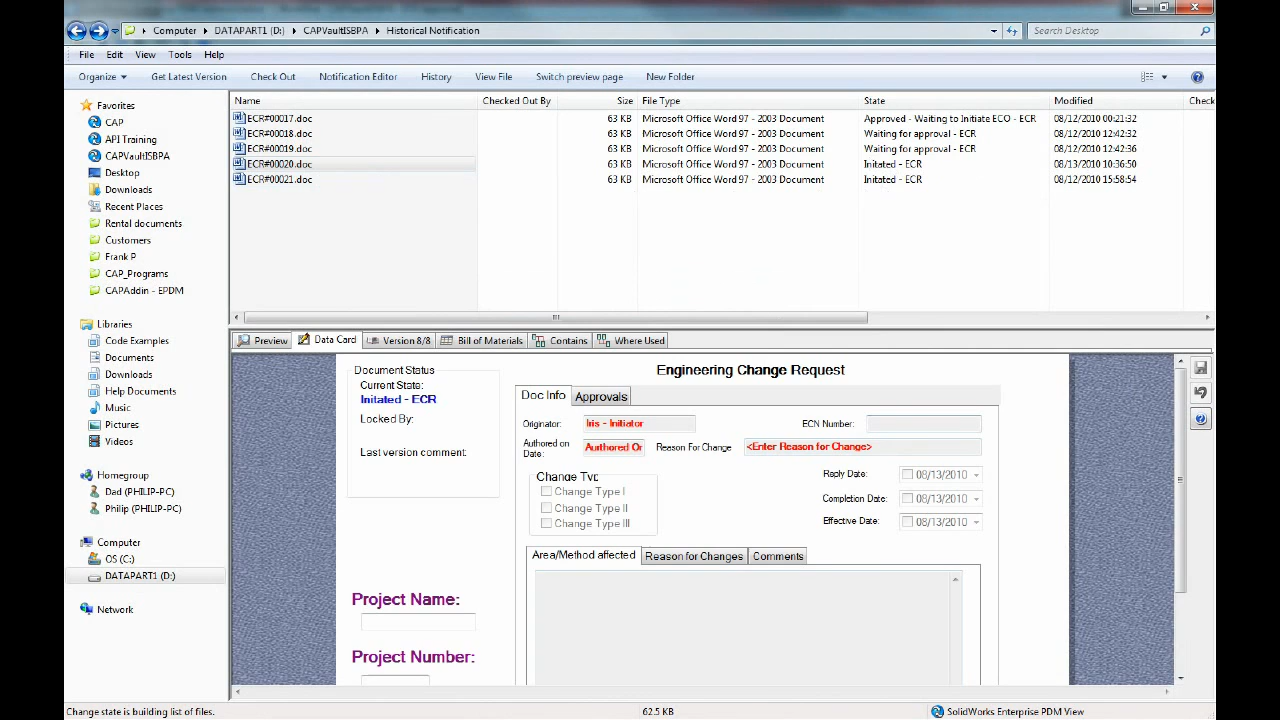 Computer DATAPART1 (D:) CAPVaultISBPA Historical Notification Search Desktop
File Edit View Tools Help
Organize Get Latest Version Check Out Notification Editor History View File Switch preview page New Folder
Favorites
CAP
API Training
CAPVaultISBPA
Desktop
Downloads
Recent Places
Rental documents
Customers
Frank P
CAP_Programs
CAPAddin - EPDM
Libraries
Code Examples
Documents
Downloads
Help Documents
Music
Pictures
Videos
Homegroup
Dad (PHILIP-PC)
Philip (PHILIP-PC)
Computer
OS (C:)
DATAPART1 (D:)
Network
Name Checked Out By Size File Type State Modified Check
ECR#00017.doc 63 KB Microsoft Office Word 97 - 2003 Document Approved - Waiting to Initiate ECO - ECR 08/12/2010 00:21:32
ECR#00018.doc 63 KB Microsoft Office Word 97 - 2003 Document Waiting for approval - ECR 08/12/2010 12:42:32
ECR#00019.doc 63 KB Microsoft Office Word 97 - 2003 Document Waiting for approval - ECR 08/12/2010 12:42:36
ECR#00020.doc 63 KB Microsoft Office Word 97 - 2003 Document Initated - ECR 08/13/2010 10:36:50
ECR#00021.doc 63 KB Microsoft Office Word 97 - 2003 Document Initated - ECR 08/12/2010 15:58:54
Preview Data Card Version 8/8 Bill of Materials Contains Where Used
Document Status
Current State:
Initated - ECR
Locked By:
Last version comment:
Project Name:
Project Number:
Engineering Change Request
Doc Info Approvals
Originator: Iris - Initiator ECN Number:
Authored on Date: Authored Or Reason For Change <Enter Reason for Change>
Change Typ:
Change Type I
Change Type II
Change Type III
Reply Date: 08/13/2010
Completion Date: 08/13/2010
Effective Date: 08/13/2010
Area/Method affected Reason for Changes Comments
Change state is building list of files. 62.5 KB SolidWorks Enterprise PDM View